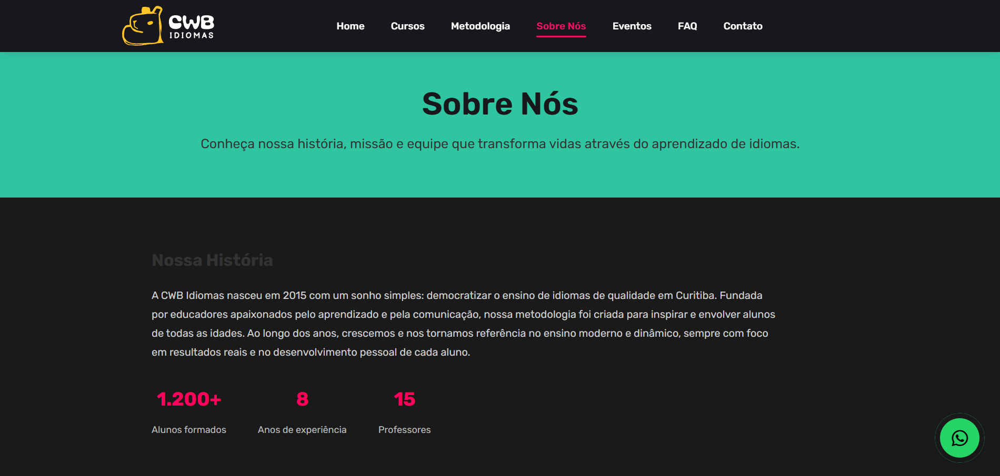 CWB
IDIOMAS
Home
Cursos
Metodologia
Sobre Nós
Eventos
FAQ
Contato
Sobre Nós
Conheça nossa história, missão e equipe que transforma vidas através do aprendizado de idiomas.
Nossa História
A CWB Idiomas nasceu em 2015 com um sonho simples: democratizar o ensino de idiomas de qualidade em Curitiba. Fundada
por educadores apaixonados pelo aprendizado e pela comunicação, nossa metodologia foi criada para inspirar e envolver alunos
de todas as idades. Ao longo dos anos, crescemos e nos tornamos referência no ensino moderno e dinâmico, sempre com foco
em resultados reais e no desenvolvimento pessoal de cada aluno.
1.200+
Alunos formados
8
Anos de experiência
15
Professores